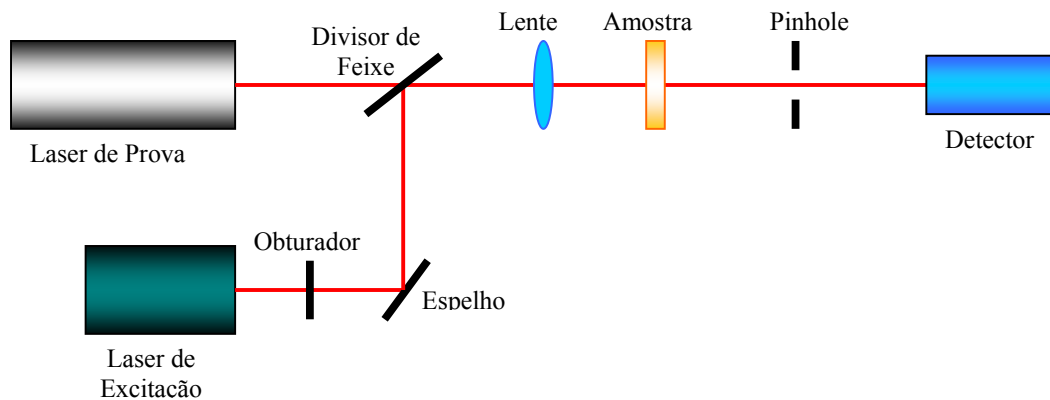 Divisor de
Feixe
Lente
Amostra
Pinhole
Laser de Prova
Detector
Obturador
Espelho
Laser de
Excitação